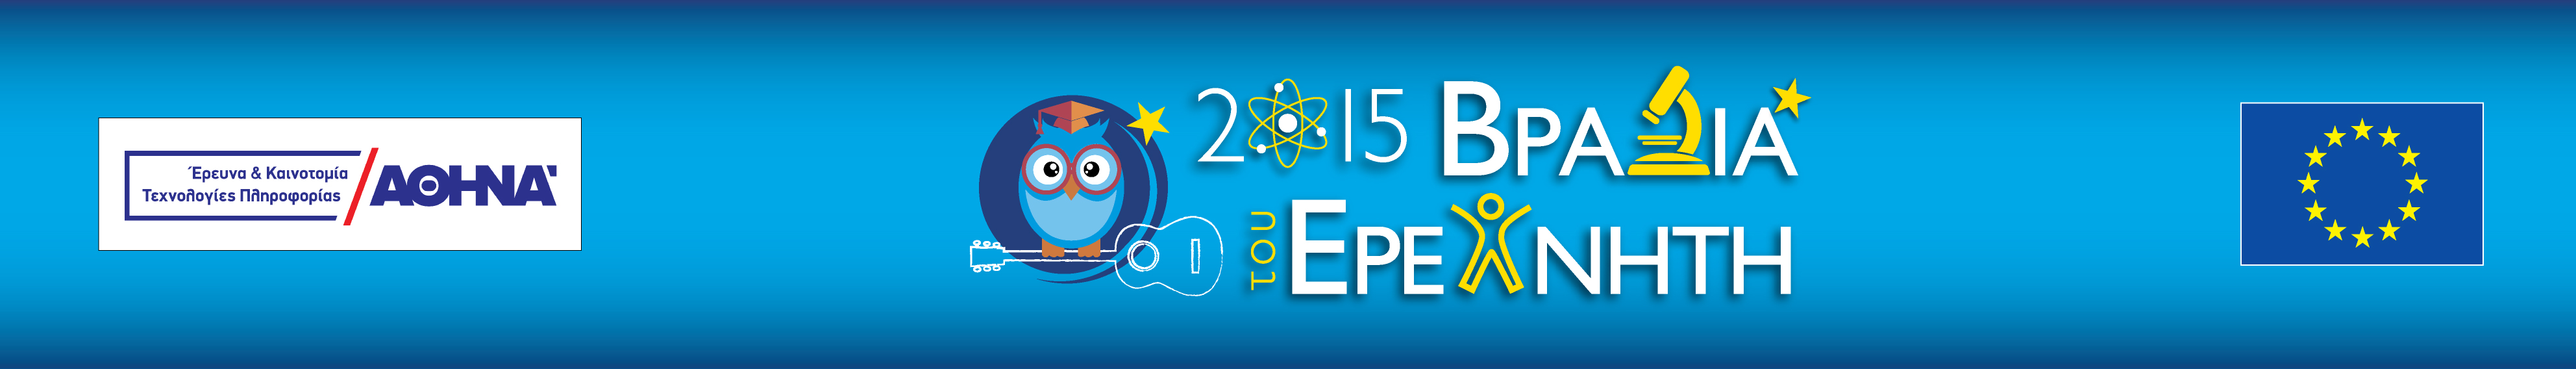 Έρευνα & Καινοτομία
Τεχνολογίες Πληροφορίας
ΑΘΗΝΑ
2015 ΒΡΑΔΙΑ
του ΕΡΕΥΝΗΤΗ